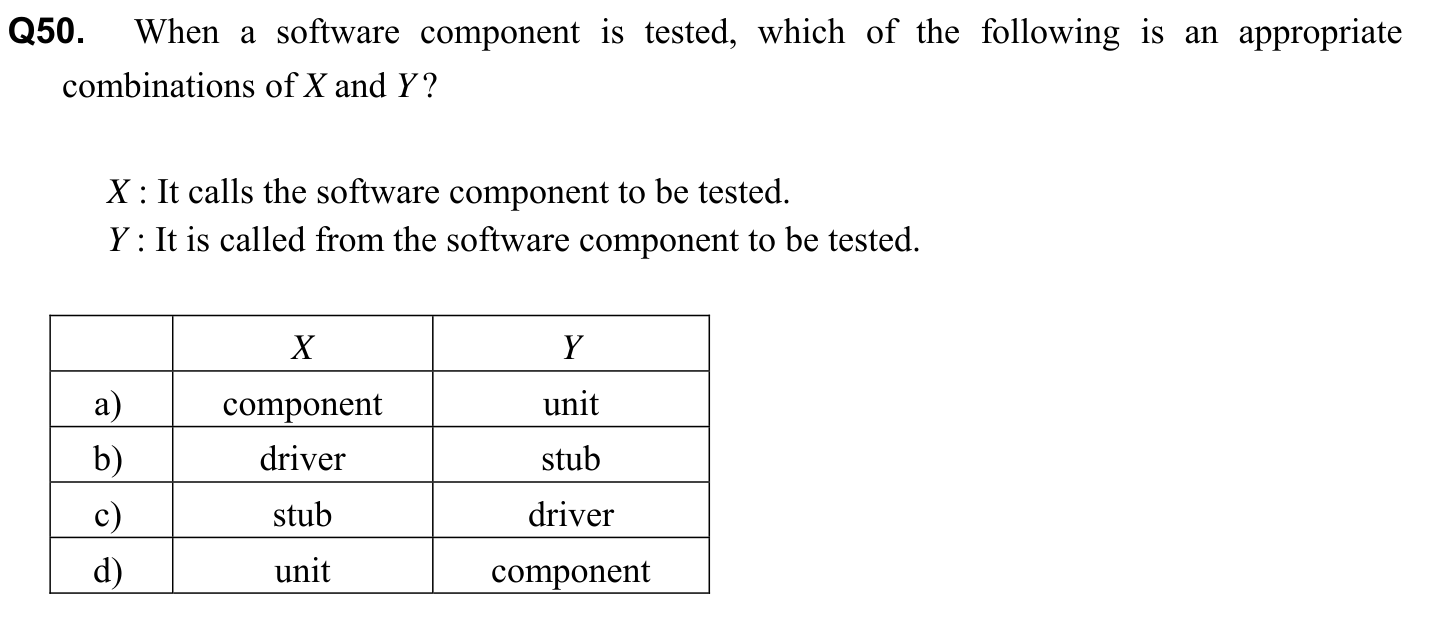 Q50. When a software component is tested, which of the following is an appropriate
combinations of X and Y?
X : It calls the software component to be tested.
Y : It is called from the software component to be tested.
X Y
a) component unit
b) driver stub
c) stub driver
d) unit component